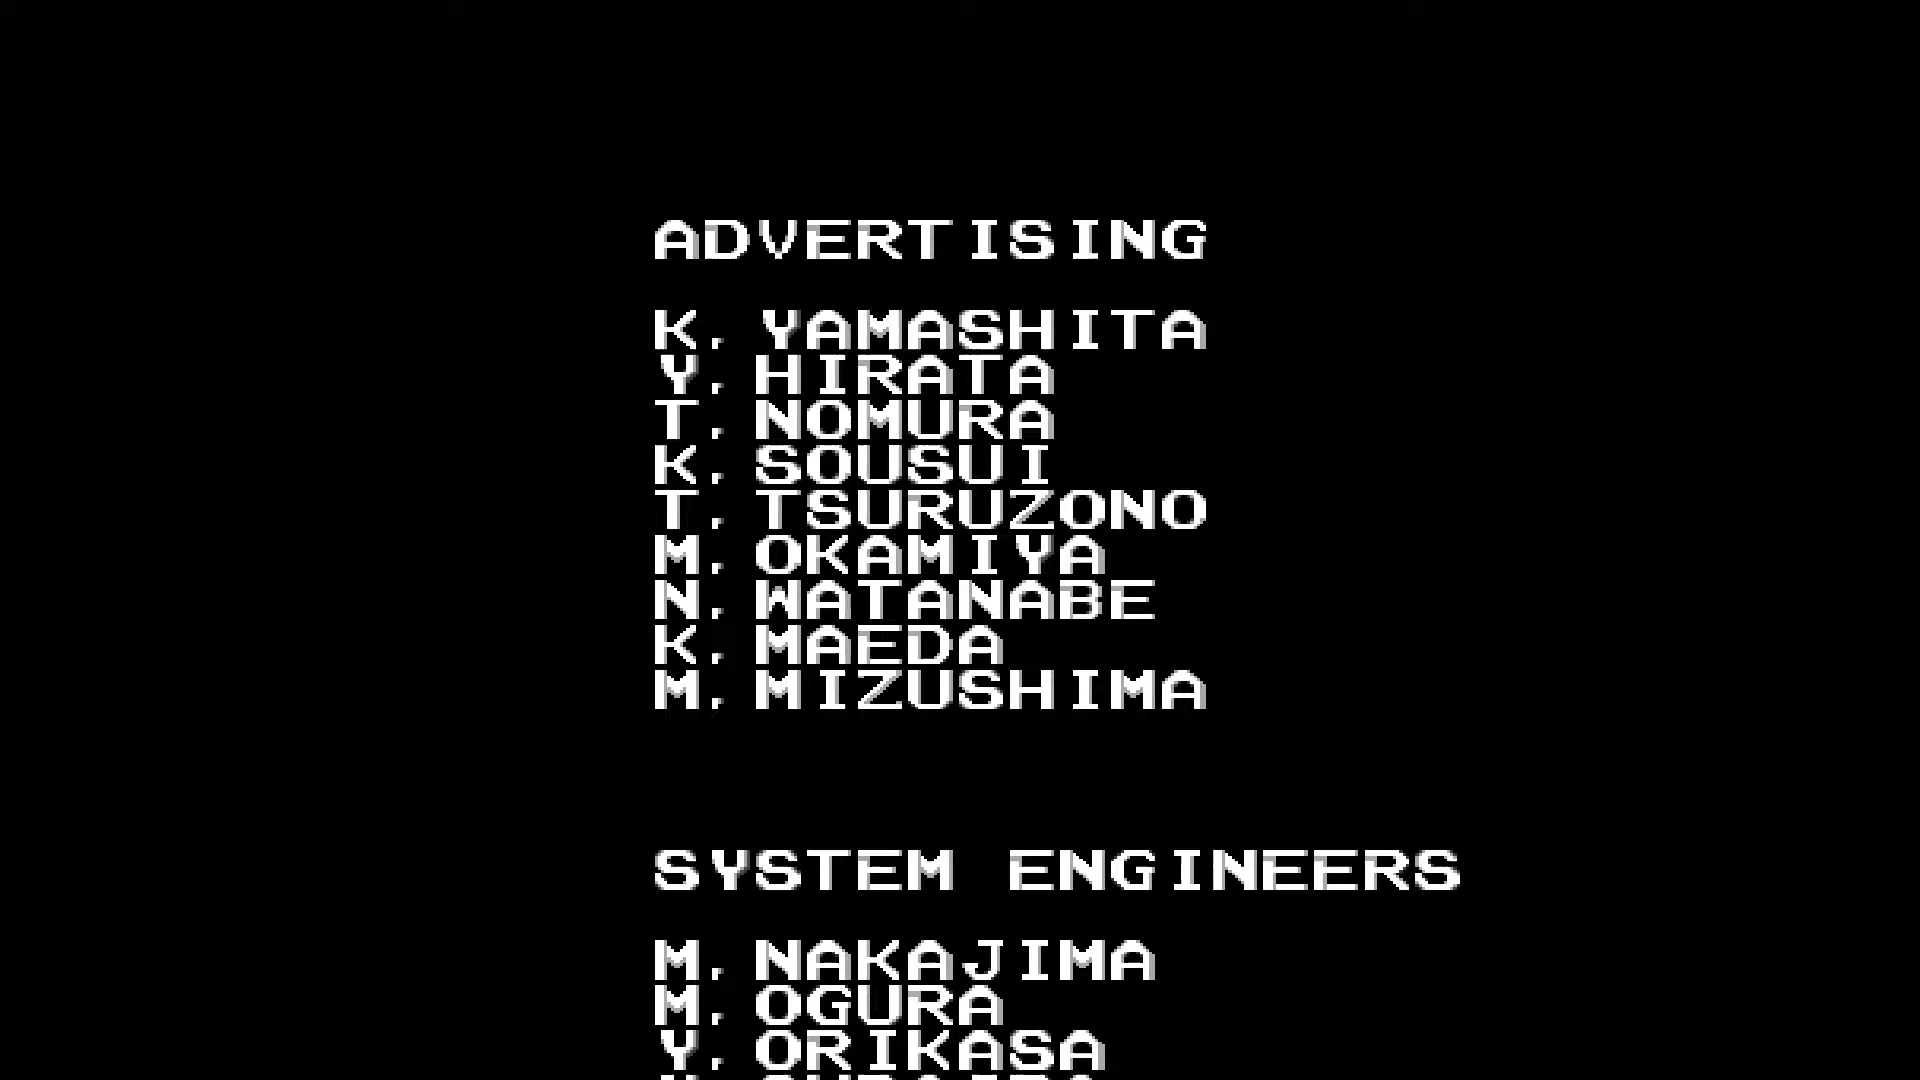 ADVERTISING
K. YAMASHITA
Y. HIRATA
T. NOMURA
K. SOUSUI
T. TSURUZONO
M. OKAMIYA
N. WATANABE
K. MAEDA
M. MIZUSHIMA
SYSTEM ENGINEERS
M. NAKAJIMA
M. OGURA
Y. ORIKASA